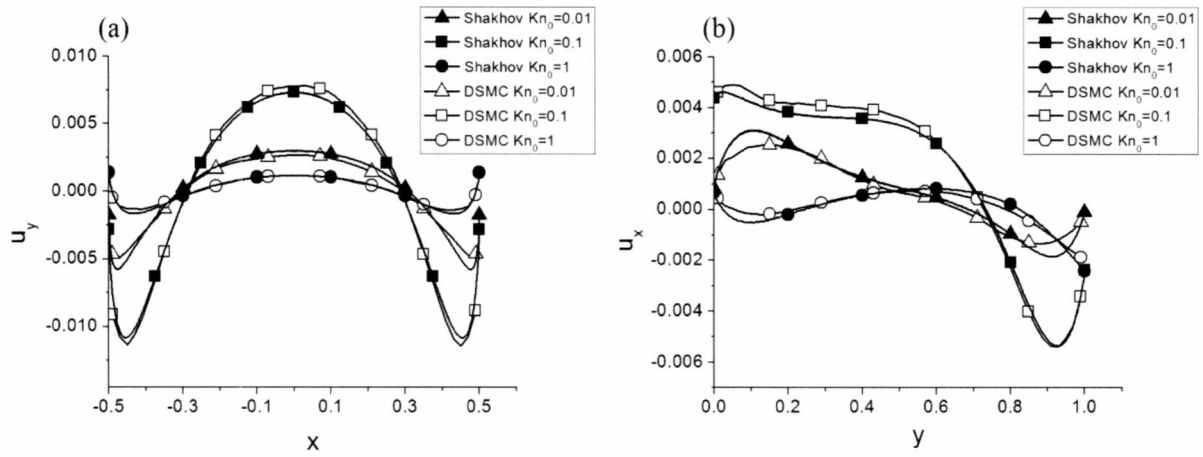 (a)
Shakhov Kn0=0.01
Shakhov Kn0=0.1
Shakhov Kn0=1
DSMC Kn0=0.01
DSMC Kn0=0.1
DSMC Kn0=1
0.010
0.005
0.000
-0.005
-0.010
uy
-0.5
-0.3
-0.1
0.1
0.3
0.5
x
(b)
Shakhov Kn0=0.01
Shakhov Kn0=0.1
Shakhov Kn0=1
DSMC Kn0=0.01
DSMC Kn0=0.1
DSMC Kn0=1
0.006
0.004
0.002
0.000
-0.002
-0.004
-0.006
ux
0.0
0.2
0.4
0.6
0.8
1.0
y